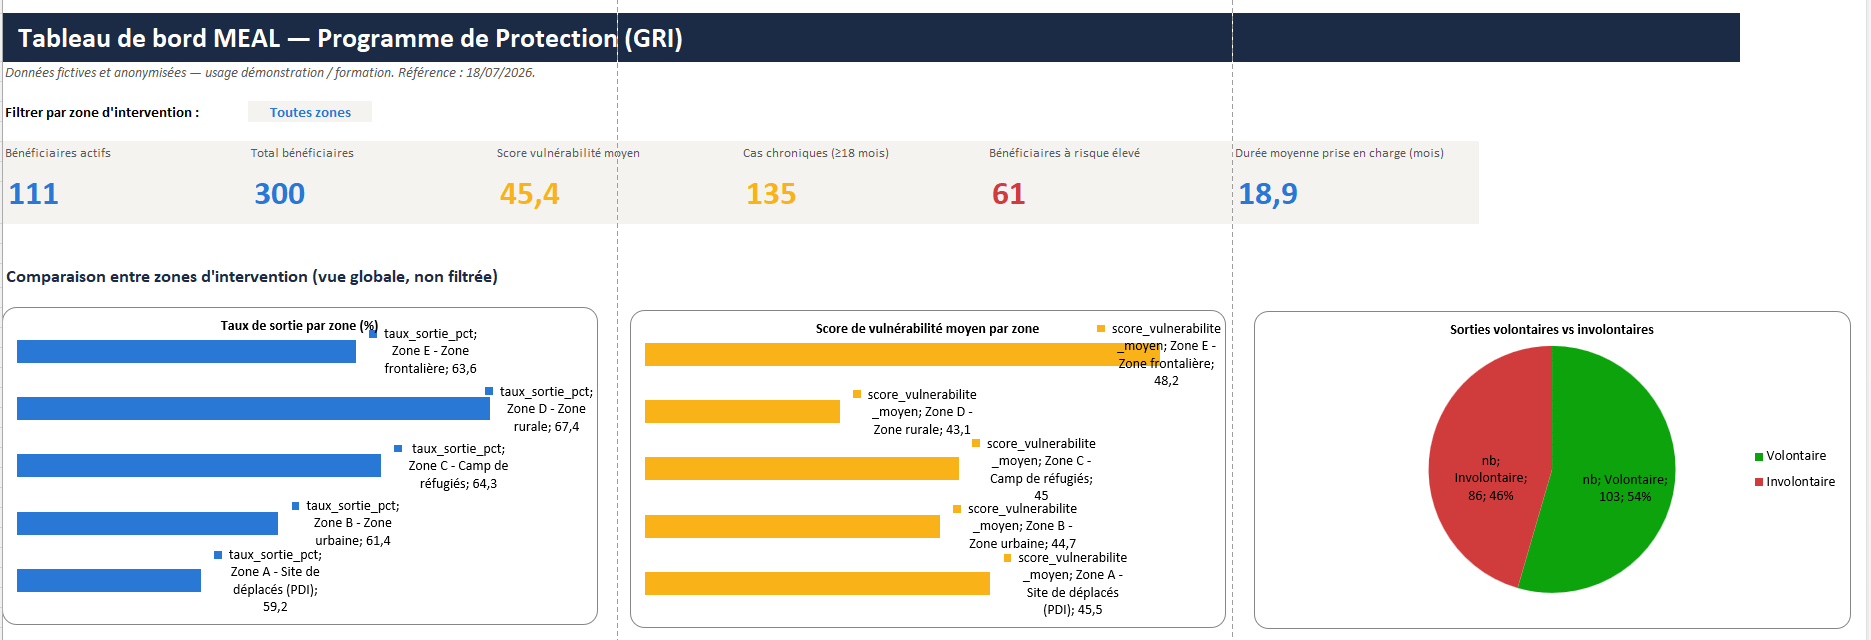 Tableau de bord MEAL — Programme de Protection (GRI)
Données fictives et anonymisées — usage démonstration / formation. Référence : 18/07/2026.
Filtrer par zone d'intervention :
Toutes zones
Bénéficiaires actifs
111
Total bénéficiaires
300
Score vulnérabilité moyen
45,4
Cas chroniques (≥18 mois)
135
Bénéficiaires à risque élevé
61
Durée moyenne prise en charge (mois)
18,9
Comparaison entre zones d'intervention (vue globale, non filtrée)
Taux de sortie par zone (%)
taux_sortie_pct;
Zone E - Zone
frontalière; 63,6
taux_sortie_pct;
Zone D - Zone
rurale; 67,4
taux_sortie_pct;
Zone C - Camp de
réfugiés; 64,3
taux_sortie_pct;
Zone B - Zone
urbaine; 61,4
taux_sortie_pct;
Zone A - Site de
déplacés (PDI);
59,2
Score de vulnérabilité moyen par zone
score_vulnerabilite
_moyen; Zone E -
Zone frontalière;
48,2
score_vulnerabilite
_moyen; Zone D -
Zone rurale; 43,1
score_vulnerabilite
_moyen; Zone C -
Camp de réfugiés;
45
score_vulnerabilite
_moyen; Zone B -
Zone urbaine; 44,7
score_vulnerabilite
_moyen; Zone A -
Site de déplacés
(PDI); 45,5
Sorties volontaires vs involontaires
nb;
Involontaire;
86; 46%
nb; Volontaire;
103; 54%
Volontaire
Involontaire